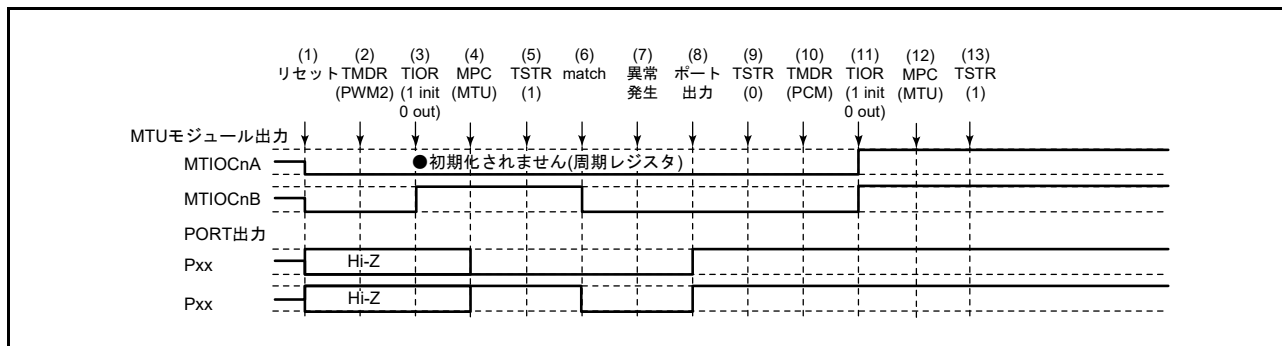 (1) (2) (3) (4) (5) (6) (7) (8) (9) (10) (11) (12) (13)
リセット TMDR TIOR MPC TSTR match 異常 ポート TSTR TMDR TIOR MPC TSTR
(PWM2) (1 init (MTU) (1) 発生 出力 (0) (PCM) (1 init (MTU) (1)
0 out) 0 out)
MTUモジュール出力
MTIOCnA ●初期化されません(周期レジスタ)
MTIOCnB
PORT出力
Pxx Hi-Z
Pxx Hi-Z